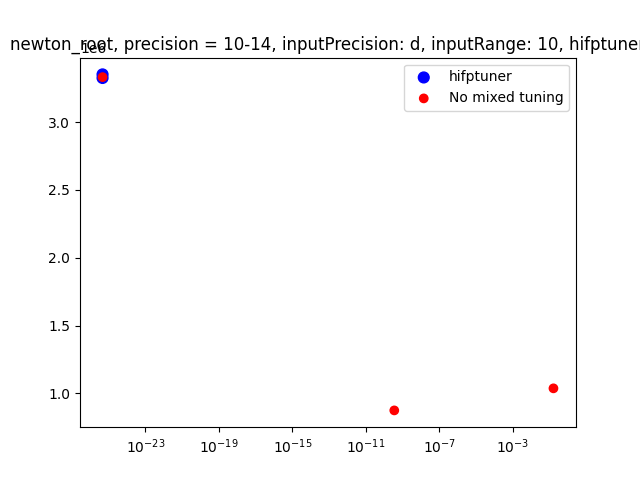 newton_root, precision = 10-14, inputPrecision: d, inputRange: 10, hifptuner
1e6
hifptuner
No mixed tuning
3.0
2.5
2.0
1.5
1.0
10⁻²³ 10⁻¹⁹ 10⁻¹⁵ 10⁻¹¹ 10⁻⁷ 10⁻³